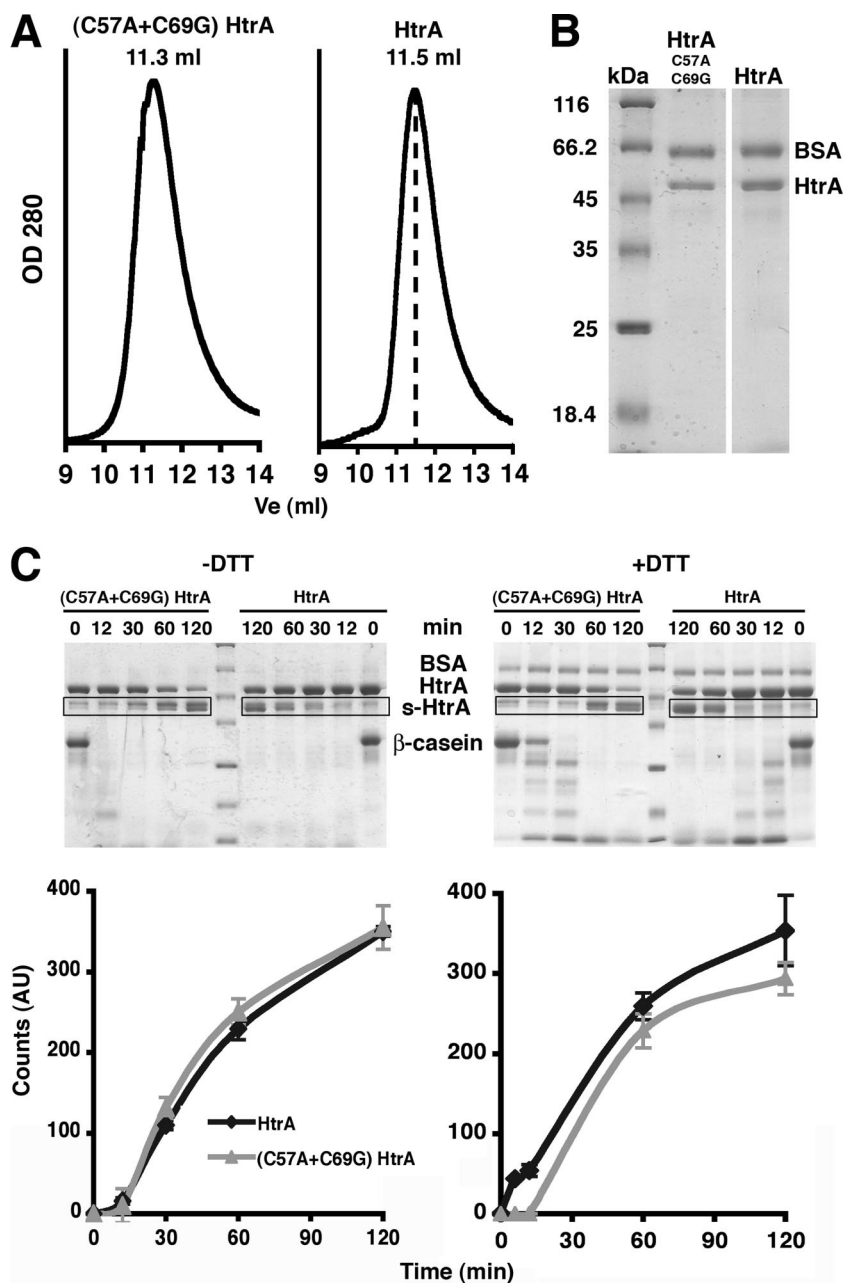 A
(C57A+C69G) HtrA
11.3 ml
HtrA
11.5 ml
OD 280
9 10 11 12 13 14
9 10 11 12 13 14
Ve (ml)
B
HtrA
C57A
C69G
kDa
HtrA
116
66.2
45
35
25
18.4
BSA
HtrA
C
-DTT
+DTT
(C57A+C69G) HtrA
HtrA
(C57A+C69G) HtrA
HtrA
0 12 30 60 120
120 60 30 12 0
min
0 12 30 60 120
120 60 30 12 0
BSA
HtrA
s-HtrA
β-casein
Counts (AU)
400
300
200
100
0
0 30 60 90 120
HtrA
(C57A+C69G) HtrA
400
300
200
100
0
0 30 60 90 120
Time (min)